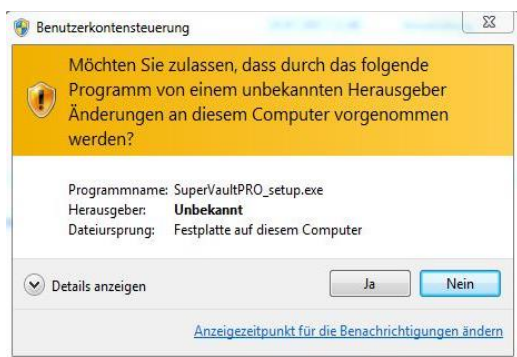 Benutzerkontensteuerung
Möchten Sie zulassen, dass durch das folgende
Programm von einem unbekannten Herausgeber
Änderungen an diesem Computer vorgenommen
werden?
Programmname: SuperVaultPRO_setup.exe
Herausgeber: Unbekannt
Dateiursprung: Festplatte auf diesem Computer
Details anzeigen
Ja
Nein
Anzeigezeitpunkt für die Benachrichtigungen ändern